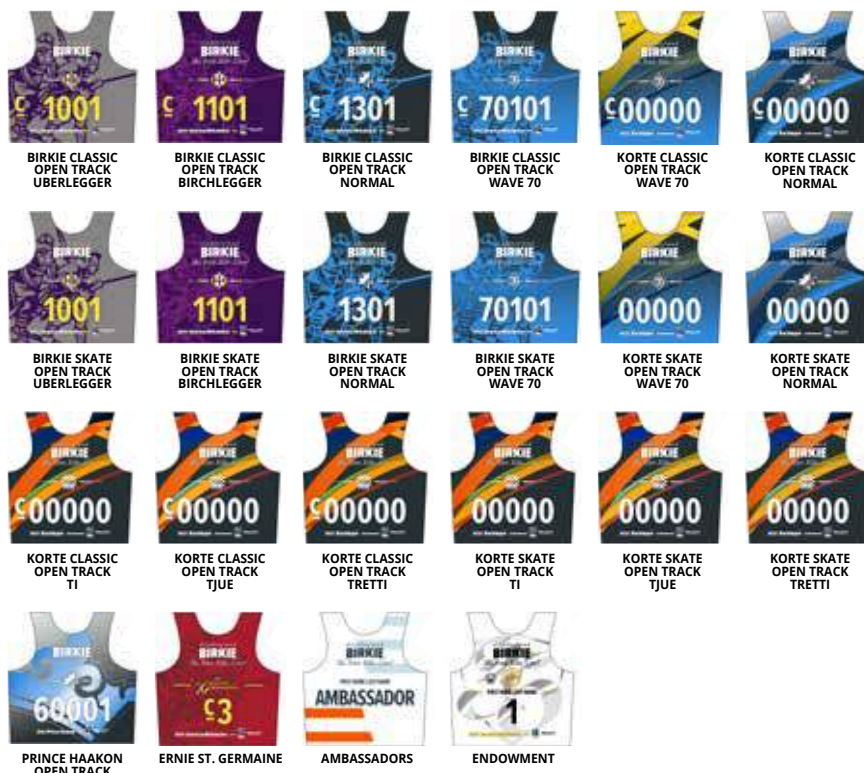 BIRKIE BIRKIE BIRKIE BIRKIE BIRKIE BIRKIE
C 1001 C 1101 C 1301 C 70101 C 00000 C 00000
BIRKIE CLASSIC BIRKIE CLASSIC BIRKIE CLASSIC BIRKIE CLASSIC KORTE CLASSIC KORTE CLASSIC
OPEN TRACK OPEN TRACK OPEN TRACK OPEN TRACK OPEN TRACK OPEN TRACK
UBERLEGGER BIRCHLEGGER NORMAL WAVE 70 WAVE 70 NORMAL
BIRKIE BIRKIE BIRKIE BIRKIE BIRKIE BIRKIE
1001 1101 1301 70101 00000 00000
BIRKIE SKATE BIRKIE SKATE BIRKIE SKATE BIRKIE SKATE KORTE SKATE KORTE SKATE
OPEN TRACK OPEN TRACK OPEN TRACK OPEN TRACK OPEN TRACK OPEN TRACK
UBERLEGGER BIRCHLEGGER NORMAL WAVE 70 WAVE 70 NORMAL
BIRKIE BIRKIE BIRKIE BIRKIE BIRKIE BIRKIE
C 00000 C 00000 C 00000 00000 00000 00000
KORTE CLASSIC KORTE CLASSIC KORTE CLASSIC KORTE SKATE KORTE SKATE KORTE SKATE
OPEN TRACK OPEN TRACK OPEN TRACK OPEN TRACK OPEN TRACK OPEN TRACK
TI TJUE TRETTI TI TJUE TRETTI
BIRKIE BIRKIE BIRKIE BIRKIE
60001 C 3 AMBASSADOR 1
PRINCE HAAKON ERNIE ST. GERMAINE AMBASSADORS ENDOWMENT
OPEN TRACK